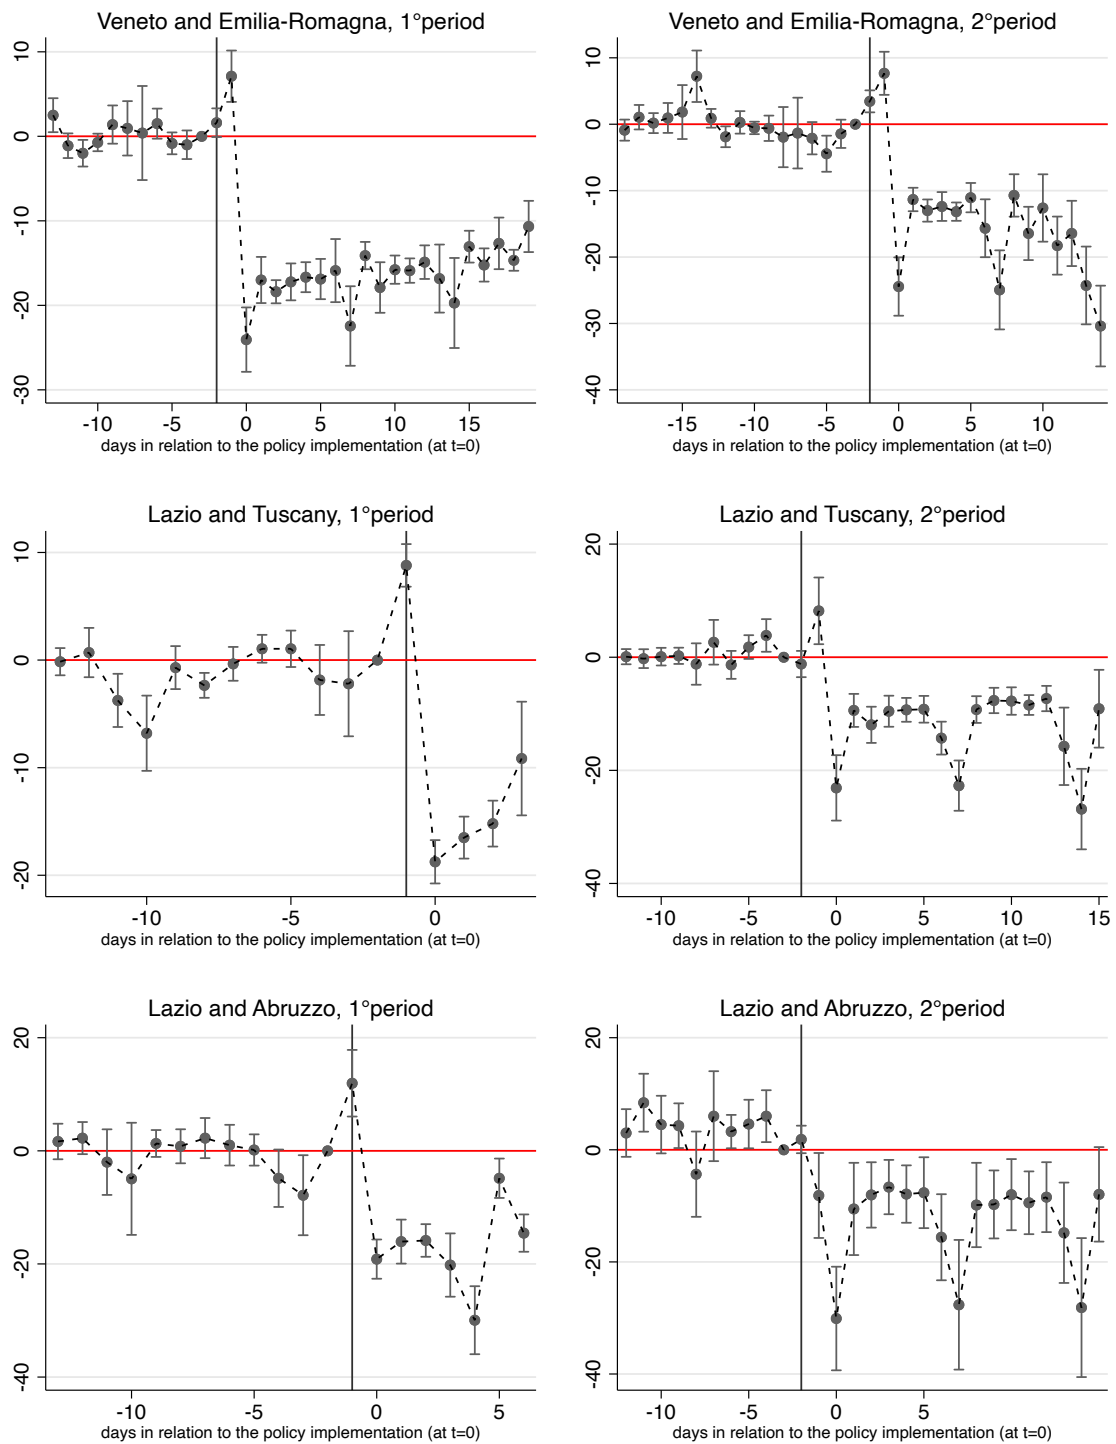 Veneto and Emilia-Romagna, 1°period
10
0
-10
-20
-30
-10 -5 0 5 10 15
days in relation to the policy implementation (at t=0)
Veneto and Emilia-Romagna, 2°period
10
0
-10
-20
-30
-40
-15 -10 -5 0 5 10
days in relation to the policy implementation (at t=0)
Lazio and Tuscany, 1°period
10
0
-10
-20
-10 -5 0
days in relation to the policy implementation (at t=0)
Lazio and Tuscany, 2°period
20
0
-20
-40
-10 -5 0 5 10 15
days in relation to the policy implementation (at t=0)
Lazio and Abruzzo, 1°period
20
0
-20
-40
-10 -5 0 5
days in relation to the policy implementation (at t=0)
Lazio and Abruzzo, 2°period
20
0
-20
-40
-10 -5 0 5
days in relation to the policy implementation (at t=0)